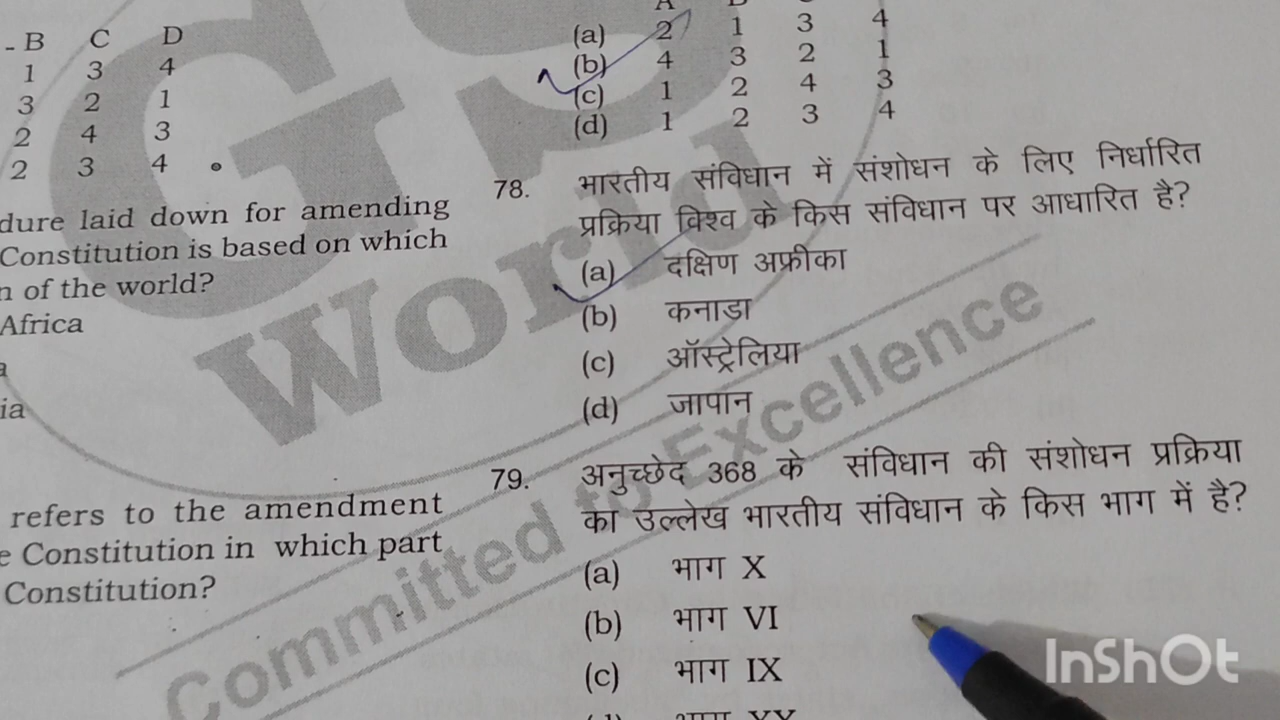 - B C D
1 3 4
3 2 1
2 4 3
2 3 4
dure laid down for amending
Constitution is based on which
n of the world?
Africa
a
ia
refers to the amendment
e Constitution in which part
Constitution?
(a) 2 1 3 4
(b) 4 3 2 1
(c) 1 2 4 3
(d) 1 2 3 4
78. भारतीय संविधान में संशोधन के लिए निर्धारित
प्रक्रिया विश्व के किस संविधान पर आधारित है?
(a) दक्षिण अफ्रीका
(b) कनाडा
(c) ऑस्ट्रेलिया
(d) जापान
79. अनुच्छेद 368 के संविधान की संशोधन प्रक्रिया
का उल्लेख भारतीय संविधान के किस भाग में है?
(a) भाग X
(b) भाग VI
(c) भाग IX
(d) भाग XX
GS
World
Committed to Excellence
InShOt